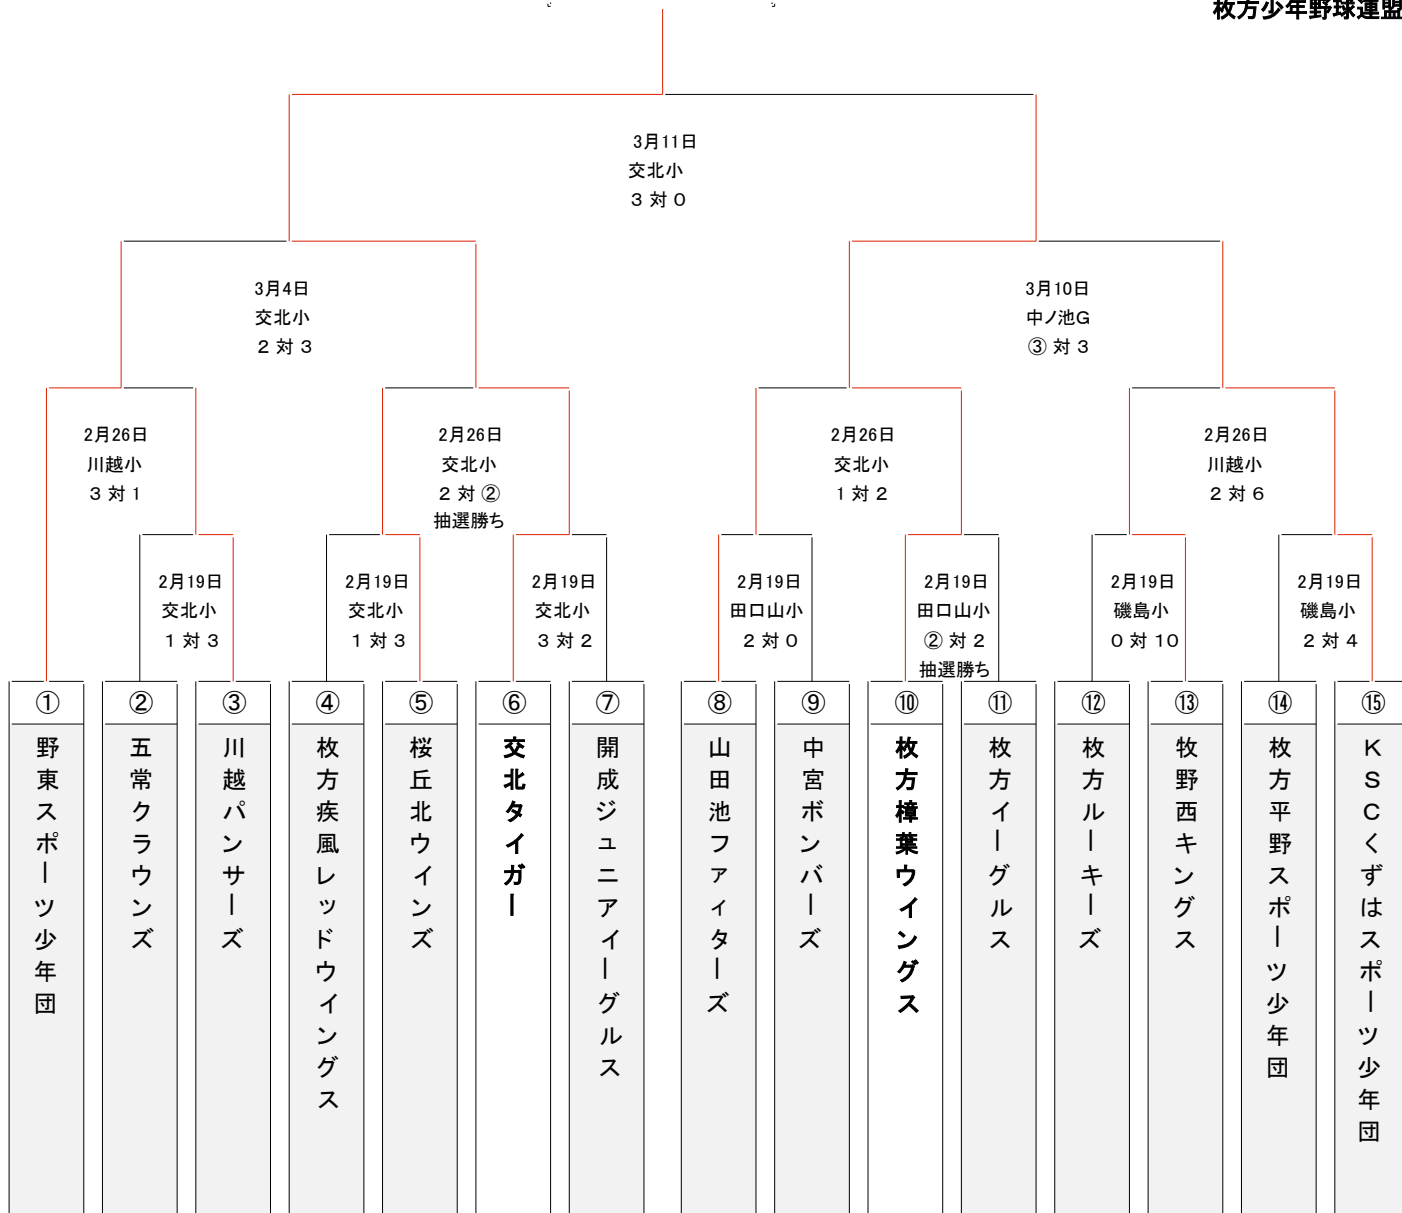 枚方少年野球連盟
3月11日
交北小
3 対 0
3月4日
交北小
2 対 3
3月10日
中ノ池G
③ 対 3
2月26日
川越小
3 対 1
2月26日
交北小
2 対 ②
抽選勝ち
2月26日
交北小
1 対 2
2月26日
川越小
2 対 6
2月19日
交北小
1 対 3
2月19日
交北小
1 対 3
2月19日
交北小
3 対 2
2月19日
田口山小
2 対 0
2月19日
田口山小
② 対 2
抽選勝ち
2月19日
磯島小
0 対 10
2月19日
磯島小
2 対 4
①
野東スポーツ少年団
②
五常クラウンズ
③
川越パンサーズ
④
枚方疾風レッドウイングス
⑤
桜丘北ウインズ
⑥
交北タイガー
⑦
開成ジュニアイーグルス
⑧
山田池ファィターズ
⑨
中宮ボンバーズ
⑩
枚方樟葉ウイングス
⑪
枚方イーグルス
⑫
枚方ルーキーズ
⑬
牧野西キングス
⑭
枚方平野スポーツ少年団
⑮
KSCくずはスポーツ少年団